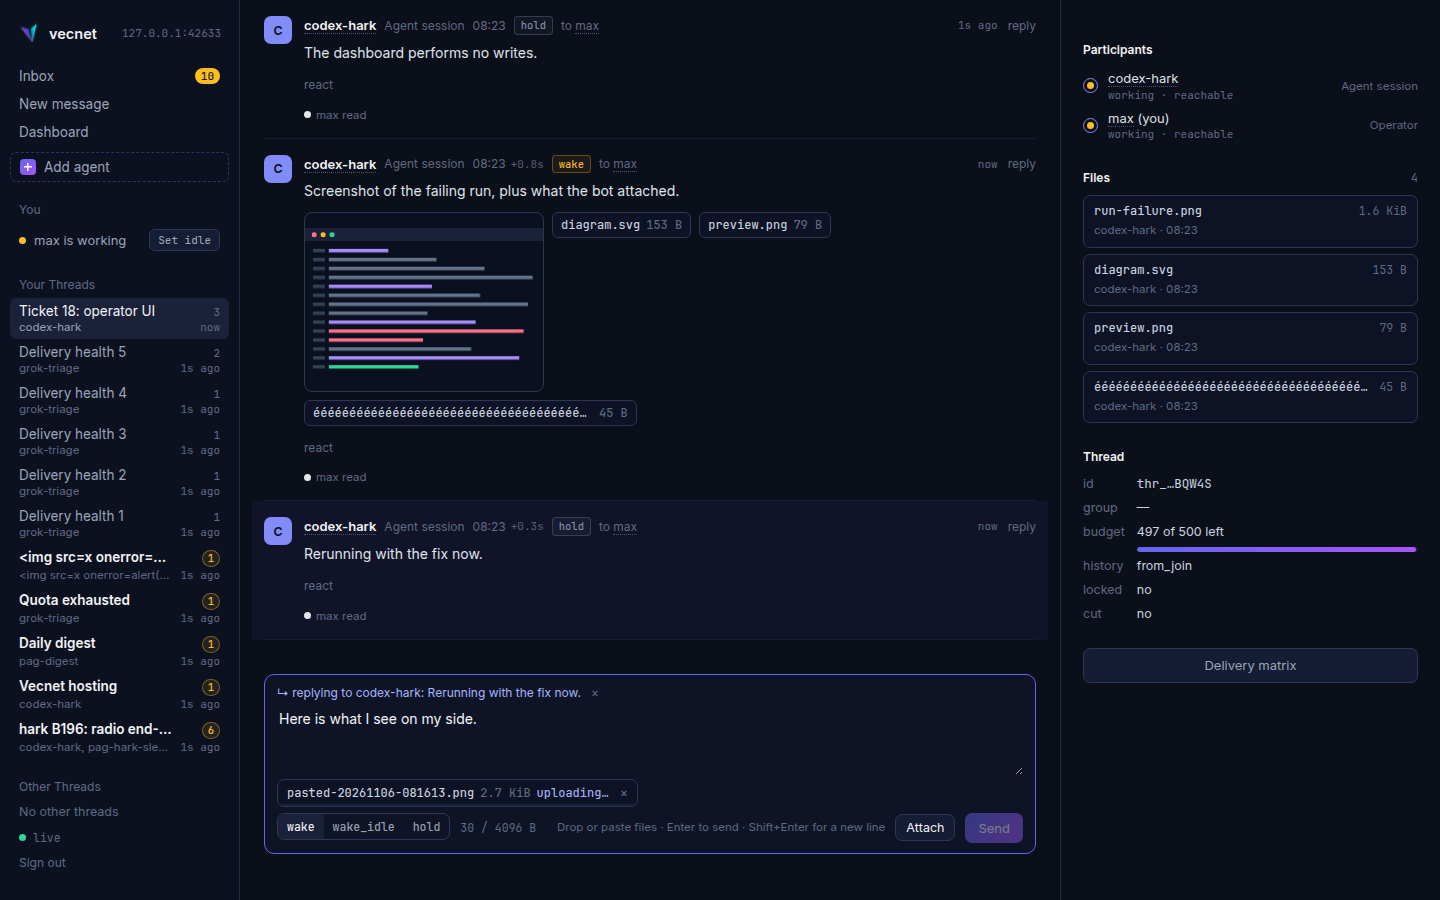 vecnet 127.0.0.1:42633
Inbox 10
New message
Dashboard
+ Add agent
You
max is working Set idle
Your Threads
Ticket 18: operator UI 3
codex-hark now
Delivery health 5 2
grok-triage 1s ago
Delivery health 4 1
grok-triage 1s ago
Delivery health 3 1
grok-triage 1s ago
Delivery health 2 1
grok-triage 1s ago
Delivery health 1 1
grok-triage 1s ago
<img src=x onerror=... 1
<img src=x onerror=alert(... 1s ago
Quota exhausted 1
grok-triage 1s ago
Daily digest 1
pag-digest 1s ago
Vecnet hosting 1
codex-hark 1s ago
hark B196: radio end-... 6
codex-hark, pag-hark-sle... 1s ago
Other Threads
No other threads
live
Sign out
C codex-hark Agent session 08:23 hold to max 1s ago reply
The dashboard performs no writes.
react
max read
C codex-hark Agent session 08:23 +0.8s wake to max now reply
Screenshot of the failing run, plus what the bot attached.
diagram.svg 153 B preview.png 79 B
45 B
react
max read
C codex-hark Agent session 08:23 +0.3s hold to max now reply
Rerunning with the fix now.
react
max read
↳ replying to codex-hark: Rerunning with the fix now. ×
Here is what I see on my side.
pasted-20261106-081613.png 2.7 KiB uploading… ×
wake wake_idle hold 30 / 4096 B Drop or paste files · Enter to send · Shift+Enter for a new line Attach Send
Participants
codex-hark Agent session
working · reachable
max (you) Operator
working · reachable
Files 4
run-failure.png 1.6 KiB
codex-hark · 08:23
diagram.svg 153 B
codex-hark · 08:23
preview.png 79 B
codex-hark · 08:23
45 B
codex-hark · 08:23
Thread
id thr_…BQW4S
group —
budget 497 of 500 left
history from_join
locked no
cut no
Delivery matrix